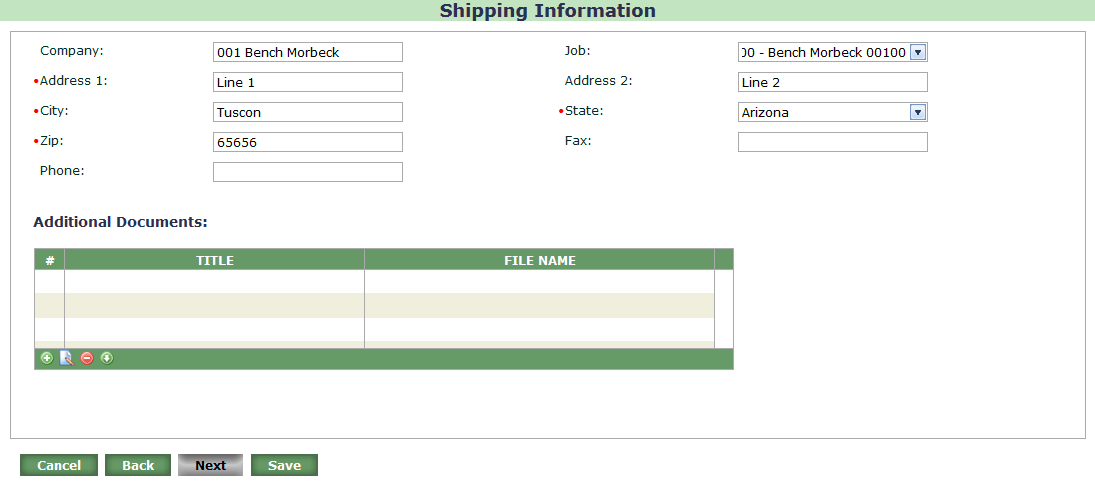 Shipping Information
Company: 001 Bench Morbeck Job: 00 - Bench Morbeck 00100
•Address 1: Line 1 Address 2: Line 2
•City: Tuscon •State: Arizona
•Zip: 65656 Fax:
Phone:
Additional Documents:
# TITLE FILE NAME
Cancel Back Next Save